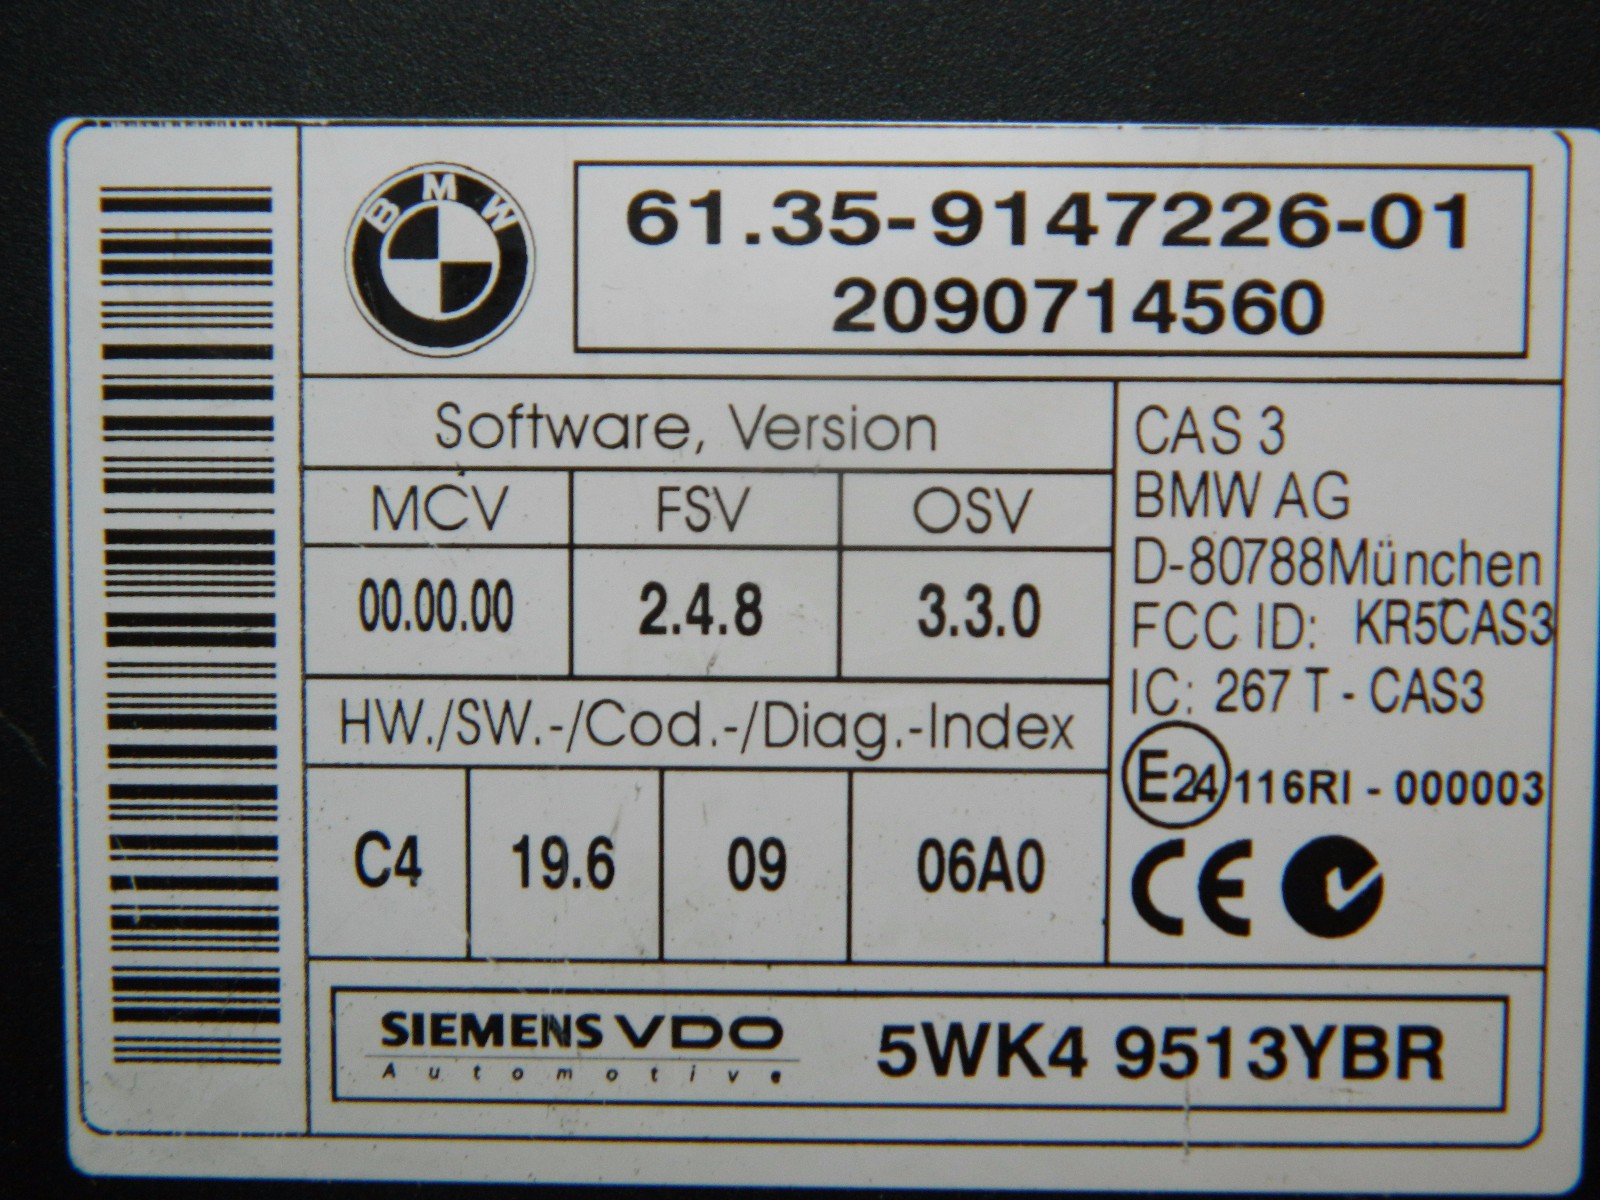 BMW
61.35-9147226-01
2090714560
Software, Version
MCV FSV OSV
00.00.00 2.4.8 3.3.0
HW./SW.-/Cod.-/Diag.-Index
C4 19.6 09 06A0
CAS 3
BMW AG
D-80788München
FCC ID: KR5CAS3
IC: 267 T - CAS3
E24 116RI - 000003
CE
SIEMENS VDO
Automotive
5WK4 9513YBR